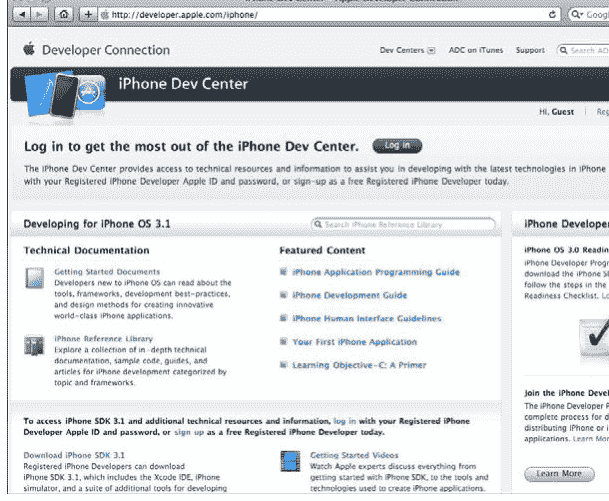 http://developer.apple.com/iphone/
Developer Connection
Dev Centers
ADC on iTunes
Support
Search AD
iPhone Dev Center
Hi, Guest
Log in to get the most out of the iPhone Dev Center.
Log in
The iPhone Dev Center provides access to technical resources and information to assist you in developing with the latest technologies in iPhone
with your Registered iPhone Developer Apple ID and password, or sign-up as a free Registered iPhone Developer today.
Developing for iPhone OS 3.1
Search iPhone Reference Library
Technical Documentation
Getting Started Documents
Developers new to iPhone OS can read about the
tools, frameworks, development best-practices,
and design methods for creating innovative
world-class iPhone applications.
iPhone Reference Library
Explore a collection of in-depth technical
documentation, sample code, guides, and
articles for iPhone development categorized by
topic and frameworks.
Featured Content
iPhone Application Programming Guide
iPhone Development Guide
iPhone Human Interface Guidelines
Your First iPhone Application
Learning Objective-C: A Primer
To access iPhone SDK 3.1 and additional technical resources and information, log in with your Registered iPhone
Developer Apple ID and password, or sign up as a free Registered iPhone Developer today.
Download iPhone SDK 3.1
Registered iPhone Developers can download
iPhone SDK 3.1, which includes the Xcode IDE, iPhone
simulator, and a suite of additional tools for developing
Getting Started Videos
Watch Apple experts discuss everything from
getting started with iPhone SDK, to the tools and
technologies used to create iPhone applications.
iPhone Developer
iPhone OS 3.0 Readin
iPhone Developer Progr
download the iPhone S
follow the steps in the
Readiness Checklist. Lo
Join the iPhone Devel
The iPhone Developer P
complete process for d
distributing iPhone or i
applications. Learn Mor
Learn More